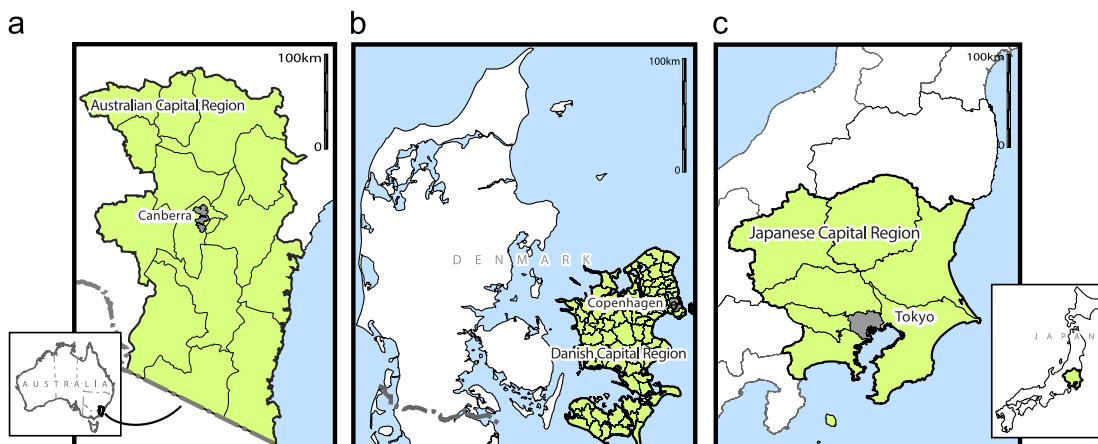 a
100km
Australian Capital Region
0
Canberra
AUSTRALIA
b
100km
0
DENMARK
Copenhagen
Danish Capital Region
c
100km
0
Japanese Capital Region
Tokyo
JAPAN